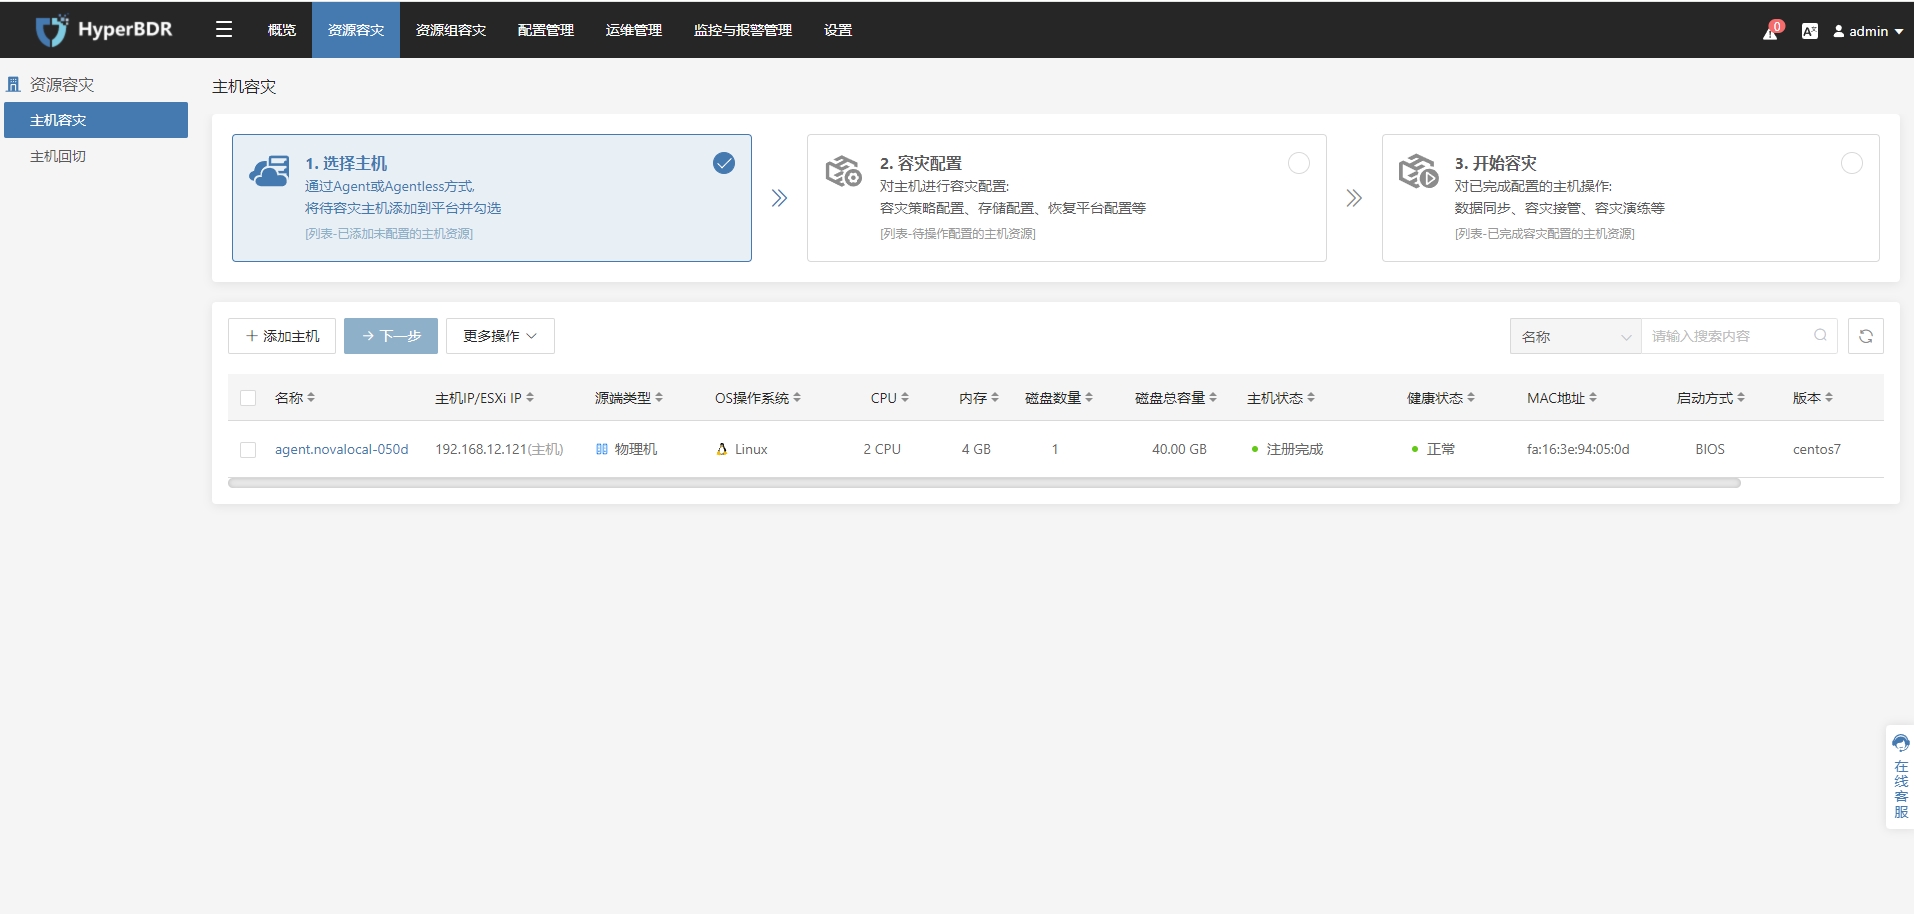 HyperBDR
概览
资源容灾
资源组容灾
配置管理
运维管理
监控与报警管理
设置
0
admin
资源容灾
主机容灾
主机回切
主机容灾
1. 选择主机
通过Agent或Agentless方式,
将待容灾主机添加到平台并勾选
[列表-已添加未配置的主机资源]
2. 容灾配置
对主机进行容灾配置:
容灾策略配置、存储配置、恢复平台配置等
[列表-待操作配置的主机资源]
3. 开始容灾
对已完成配置的主机操作:
数据同步、容灾接管、容灾演练等
[列表-已完成容灾配置的主机资源]
添加主机
下一步
更多操作
名称
请输入搜索内容
名称 主机IP/ESXi IP 源端类型 OS操作系统 CPU 内存 磁盘数量 磁盘总容量 主机状态 健康状态 MAC地址 启动方式 版本
agent.novalocal-050d 192.168.12.121(主机) 物理机 Linux 2 CPU 4 GB 1 40.00 GB 注册完成 正常 fa:16:3e:94:05:0d BIOS centos7
在线客服